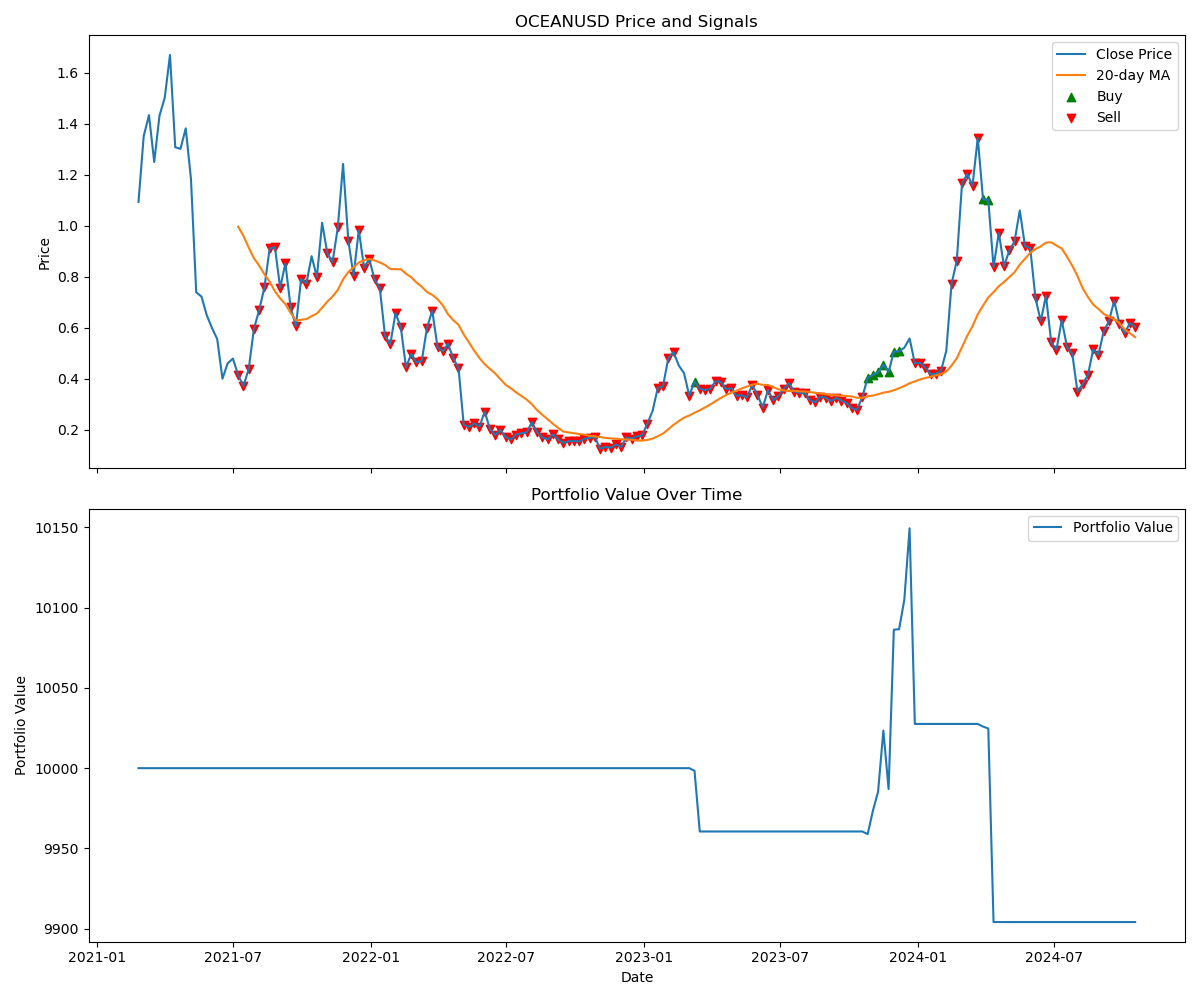 OCEANUSD Price and Signals
Price
1.6
1.4
1.2
1.0
0.8
0.6
0.4
0.2
Close Price
20-day MA
Buy
Sell
Portfolio Value Over Time
Portfolio Value
10150
10100
10050
10000
9950
9900
Portfolio Value
2021-01 2021-07 2022-01 2022-07 2023-01 2023-07 2024-01 2024-07
Date